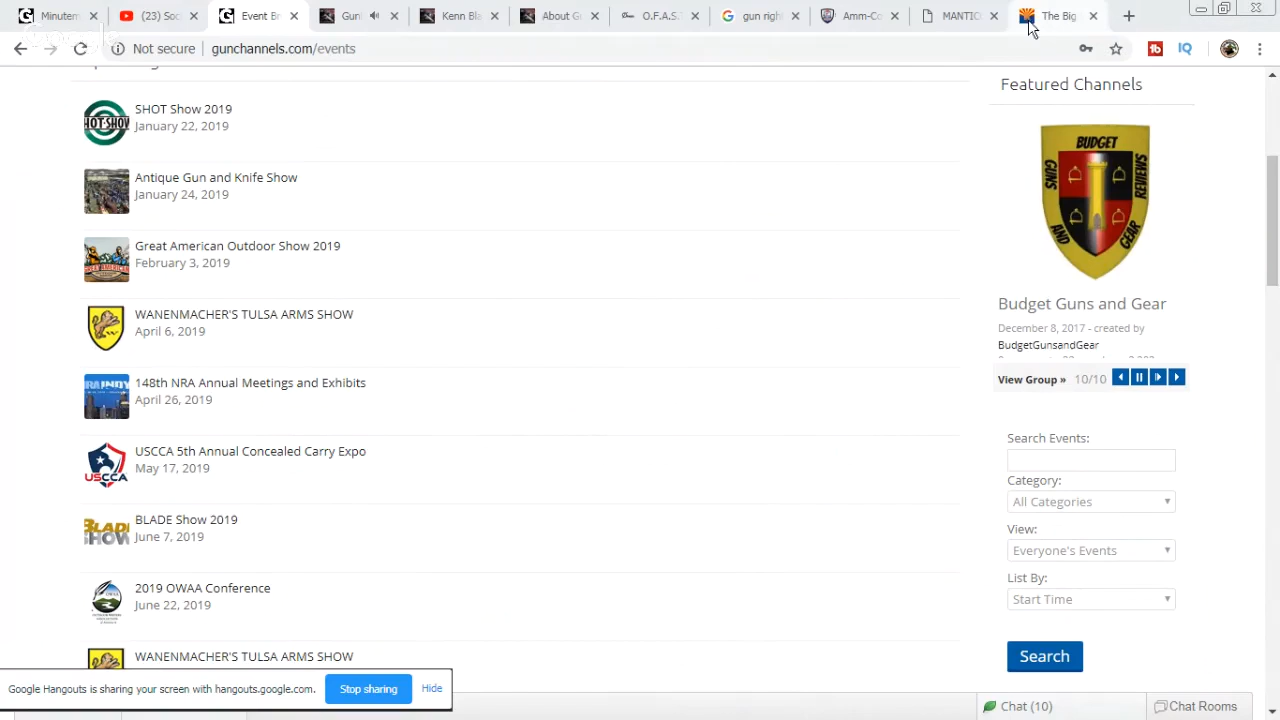 Minutem
(23) Soc
Event Br
Gun
Kenn Bla
About G
O.F.A.S.
gun righ
Amm-Co
MANTIC
The Big
Not secure
gunchannels.com/events
SHOT Show 2019
January 22, 2019
Antique Gun and Knife Show
January 24, 2019
Great American Outdoor Show 2019
February 3, 2019
WANENMACHER'S TULSA ARMS SHOW
April 6, 2019
148th NRA Annual Meetings and Exhibits
April 26, 2019
USCCA
USCCA 5th Annual Concealed Carry Expo
May 17, 2019
BLADE Show 2019
June 7, 2019
2019 OWAA Conference
June 22, 2019
WANENMACHER'S TULSA ARMS SHOW
Featured Channels
BUDGET
GUNS
AND
GEAR
REVIEWS
Budget Guns and Gear
December 8, 2017 - created by
BudgetGunsandGear
View Group »
10/10
Search Events:
Category:
All Categories
View:
Everyone's Events
List By:
Start Time
Search
Google Hangouts is sharing your screen with hangouts.google.com.
Stop sharing
Hide
Chat (10)
Chat Rooms